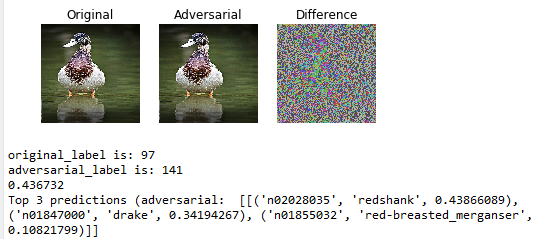 Original Adversarial Difference
original_label is: 97
adversarial_label is: 141
0.436732
Top 3 predictions (adversarial:  [[('n02028035', 'redshank', 0.43866089),
('n01847000', 'drake', 0.34194267), ('n01855032', 'red-breasted_merganser',
0.10821799)]]